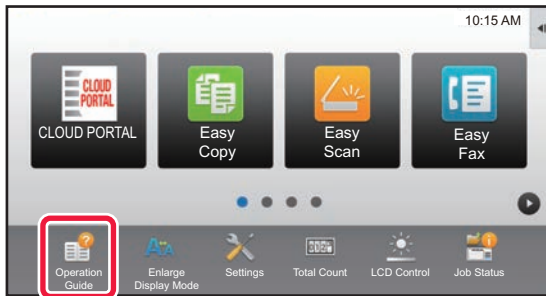 10:15 AM
CLOUD
PORTAL
CLOUD PORTAL
Easy
Copy
Easy
Scan
Easy
Fax
Operation
Guide
Enlarge
Display Mode
Settings
Total Count
LCD Control
Job Status